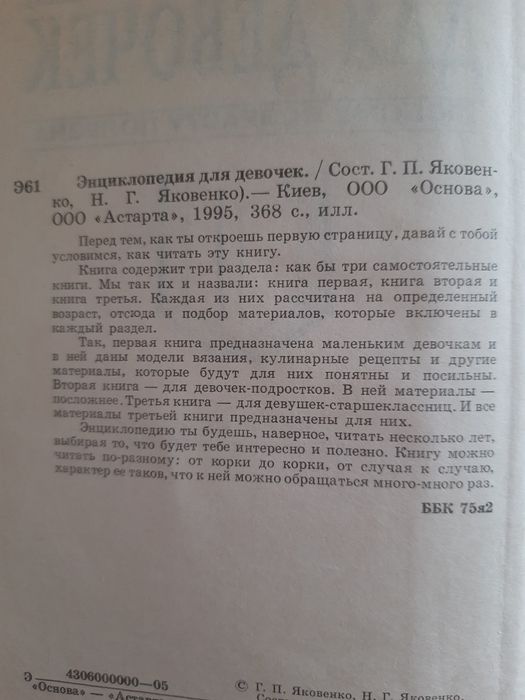 Э61
Энциклопедия для девочек. / Сост. Г. П. Яковен-
ко, Н. Г. Яковенко).— Киев, ООО «Основа»,
ООО «Астарта», 1995, 368 с., илл.
Перед тем, как ты откроешь первую страницу, давай с тобой
условимся, как читать эту книгу.
Книга содержит три раздела: как бы три самостоятельные
книги. Мы так их и назвали: книга первая, книга вторая и
книга третья. Каждая из них рассчитана на определенный
возраст, отсюда и подбор материалов, которые включены в
каждый раздел.
Так, первая книга предназначена маленьким девочкам и
в ней даны модели вязания, кулинарные рецепты и другие
материалы, которые будут для них понятны и посильны.
Вторая книга — для девочек-подростков. В ней материалы —
посложнее. Третья книга — для девушек-старшеклассниц. И все
материалы третьей книги предназначены для них.
Энциклопедию ты будешь, наверное, читать несколько лет,
выбирая то, что будет тебе интересно и полезно. Книгу можно
читать по-разному: от корки до корки, от случая к случаю,
характер ее таков, что к ней можно обращаться много-много раз.
ББК 75я2
Э 4306000000—05
«Основа» —
© Г. П. Яковенко, Н. Г. Яковенко.